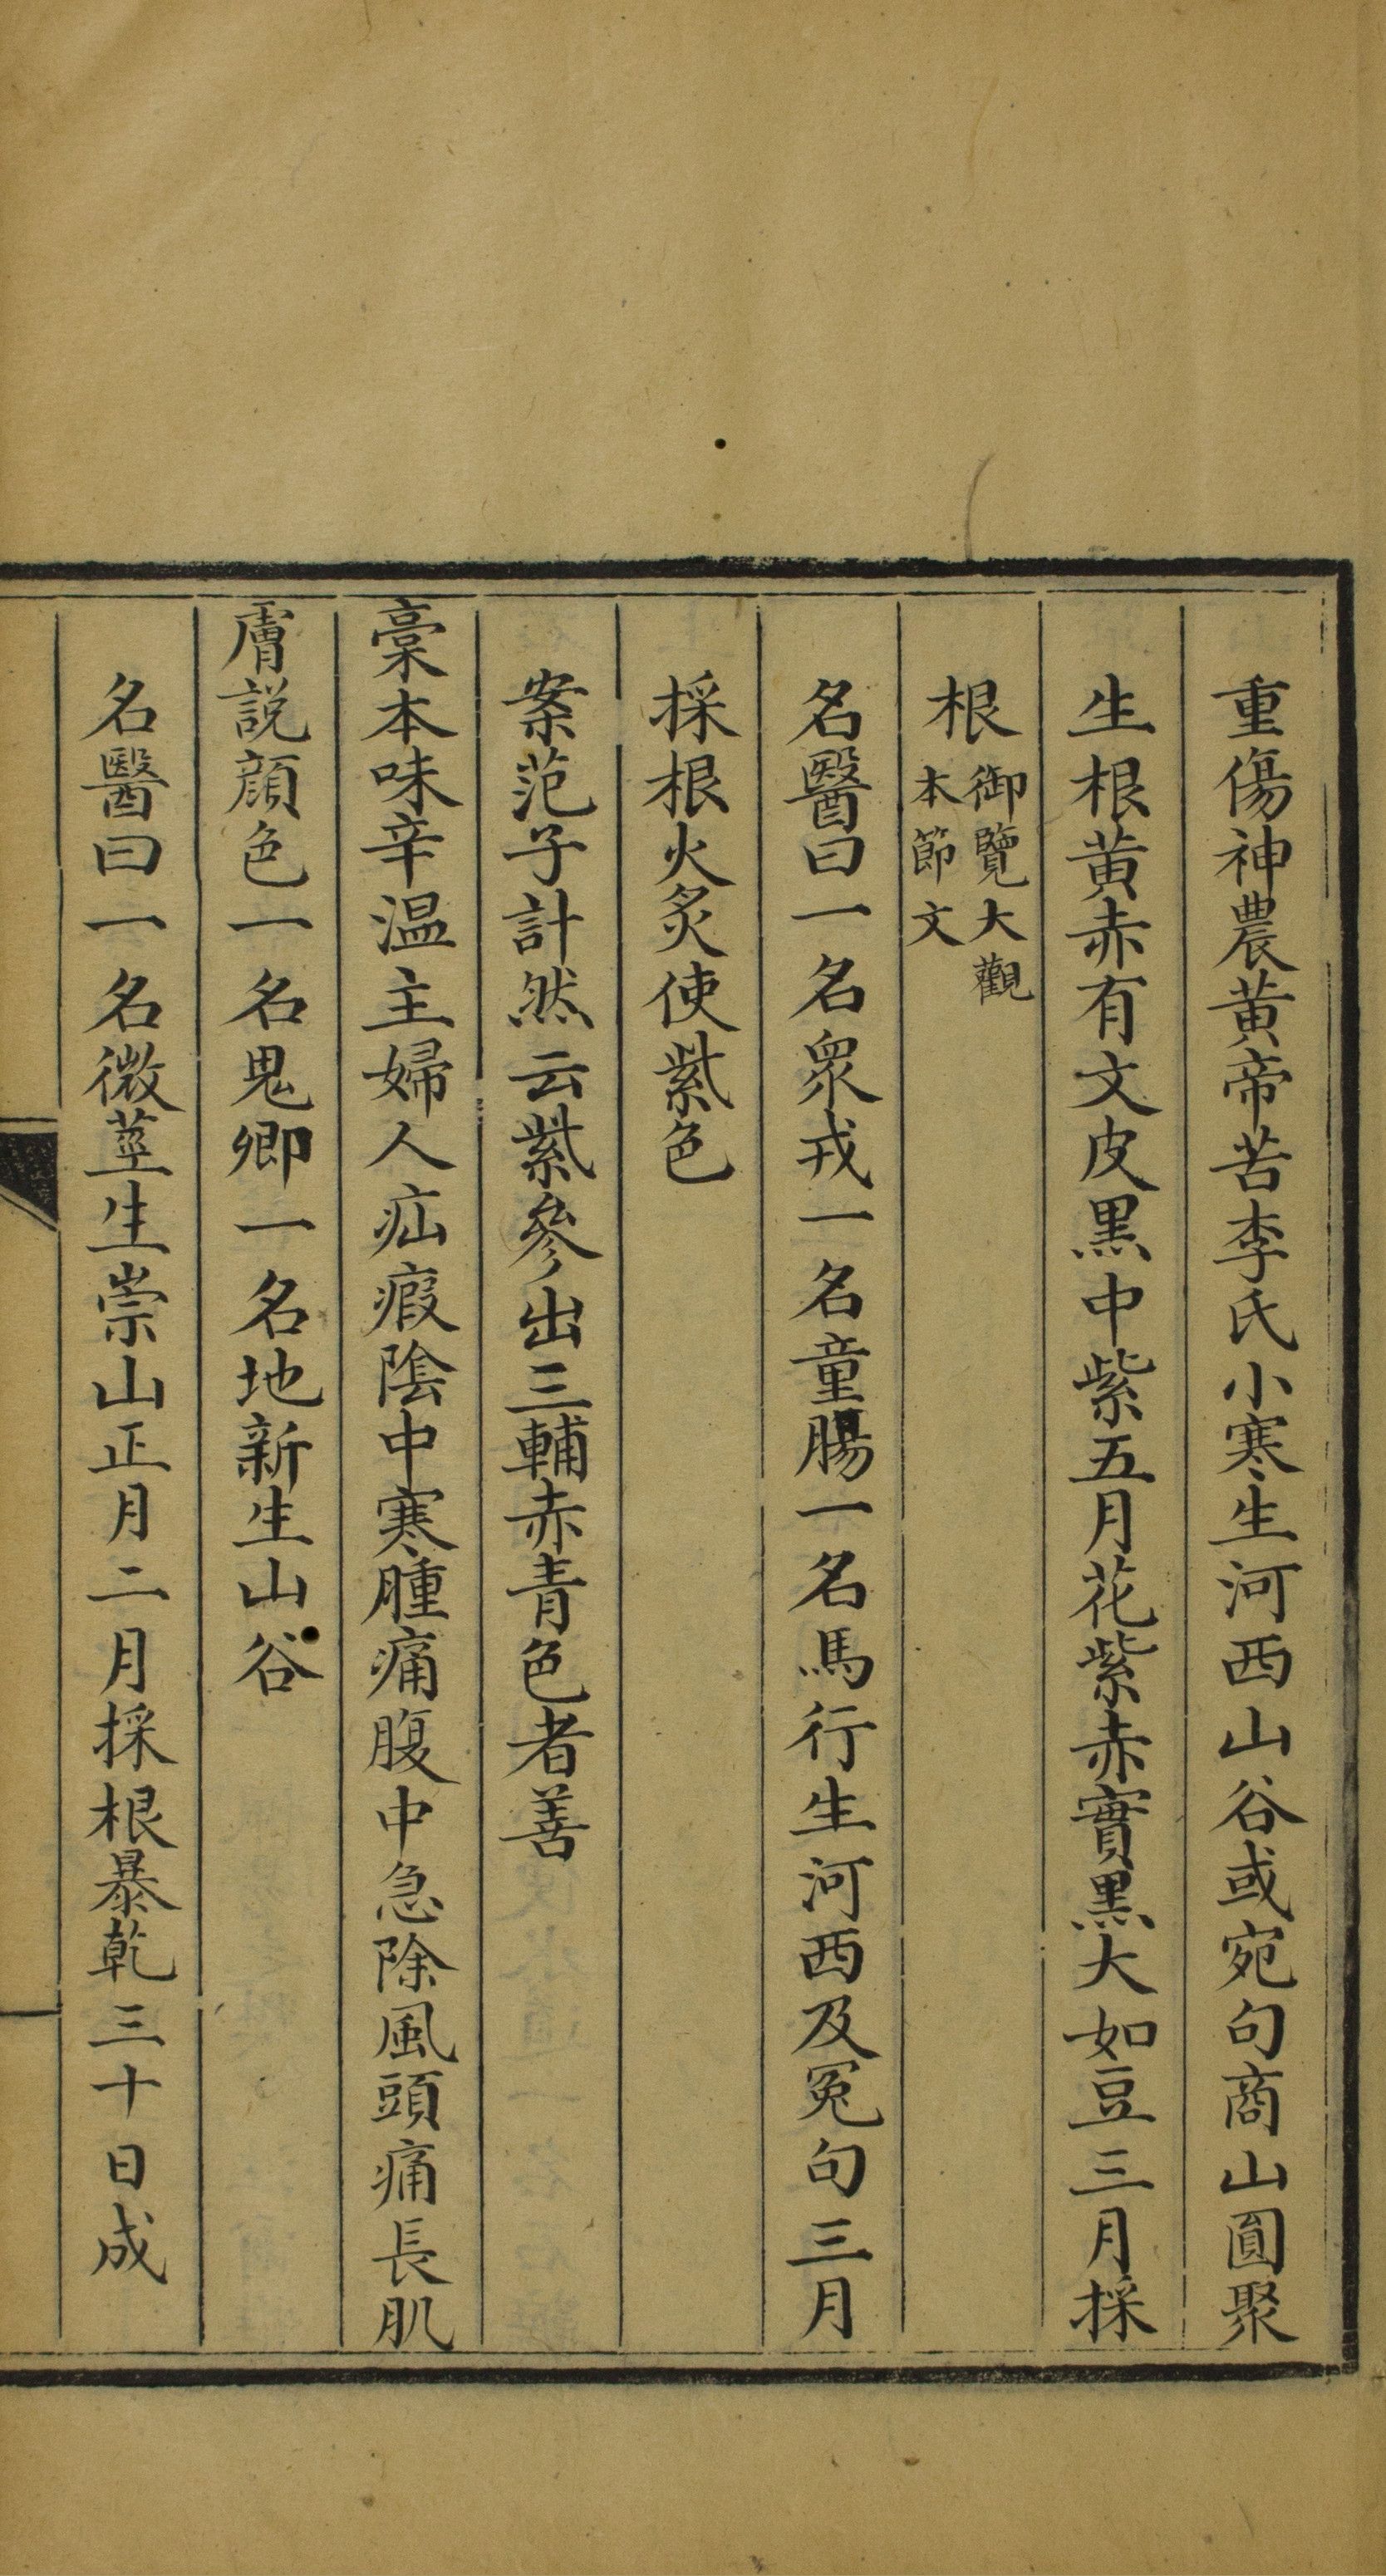 重傷神農黃帝苦李氏小寒生河西山谷或宛句商山圓聚
生根黃赤有文皮黑中紫五月花紫赤實黑大如豆三月採
根御覽大觀本節文
名醫曰一名眾戎一名童腸一名馬行生河西及冤句三月
採根火炙使紫色
案范子計然云紫參出三輔赤青色者善
槀本味辛温主婦人疝瘕陰中寒腫痛腹中急除風頭痛長肌
膚説顔色一名鬼卿一名地新生山谷
名醫曰一名微莖生崇山正月二月採根暴乾三十日成